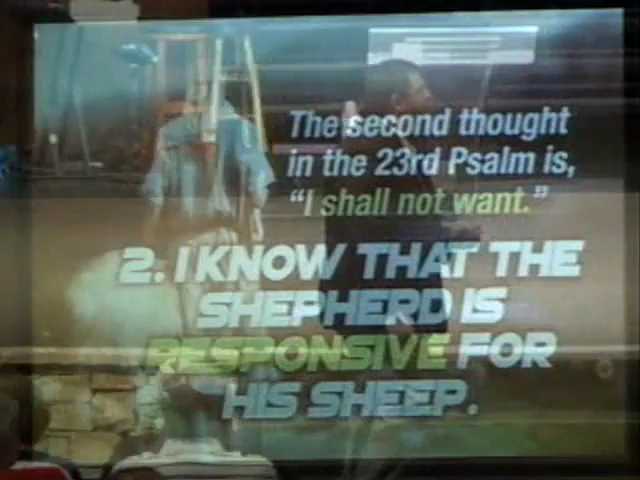 The second thought
in the 23rd Psalm is,
“I shall not want.”
2. I KNOW THAT THE
SHEPHERD IS
RESPONSIVE FOR
HIS SHEEP.